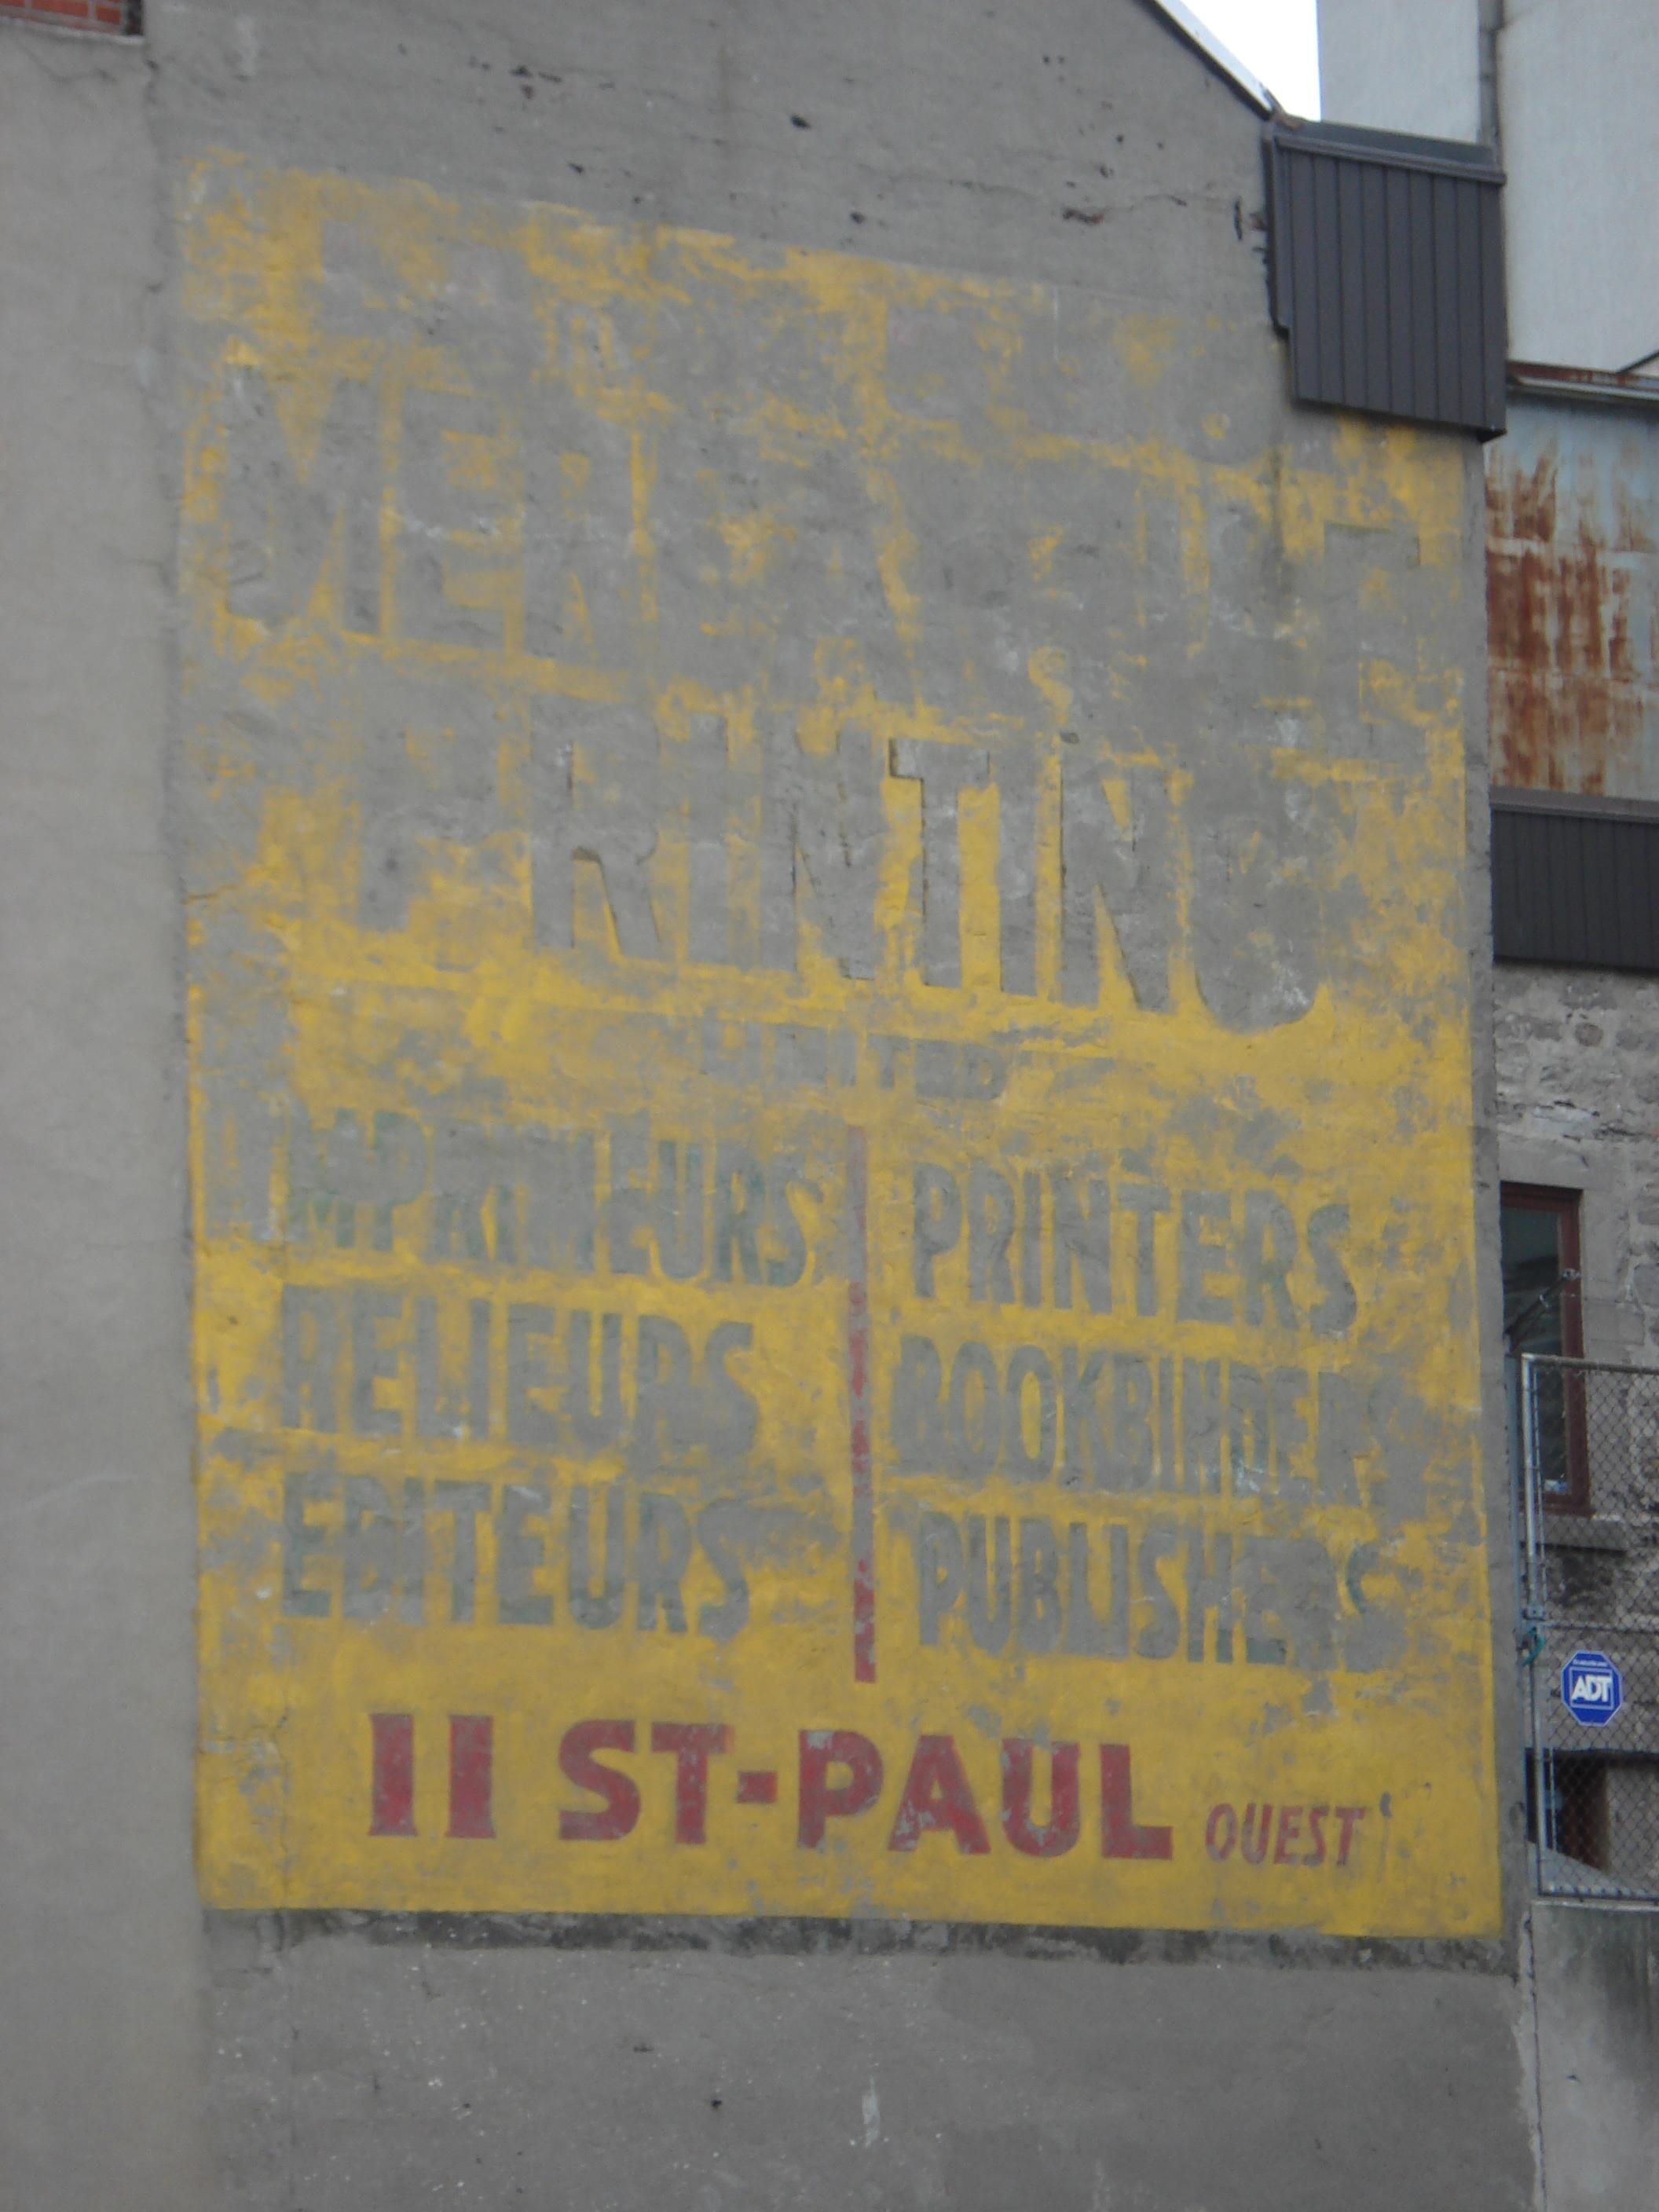 PRINTING
LIMITED
IMPRIMEURS
RELIEURS
EDITEURS
PRINTERS
BOOKBINDERS
PUBLISHERS
11 ST-PAUL OUEST
ADT